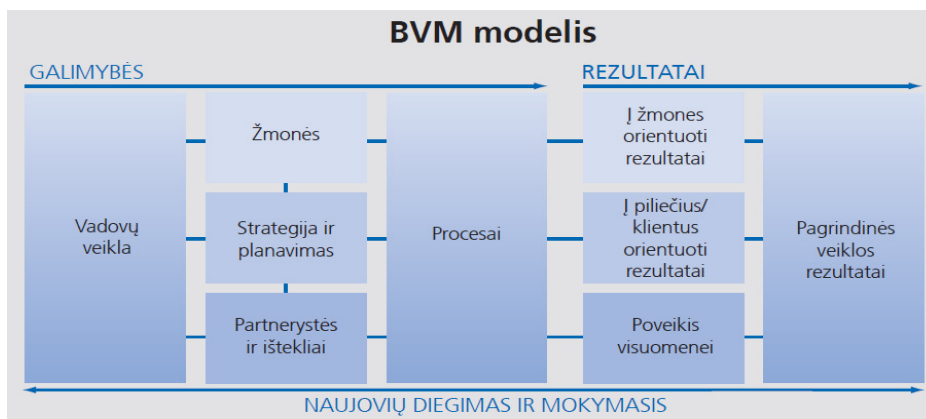 BVM modelis
GALIMYBĖS
REZULTATAI
Vadovų
veikla
Žmonės
Strategija ir
planavimas
Partnerystės
ir ištekliai
Procesai
Į žmones
orientuoti
rezultatai
Į piliečius/
klientus
orientuoti
rezultatai
Poveikis
visuomenei
Pagrindinės
veiklos
rezultatai
NAUJOVIŲ DIEGIMAS IR MOKYMASIS